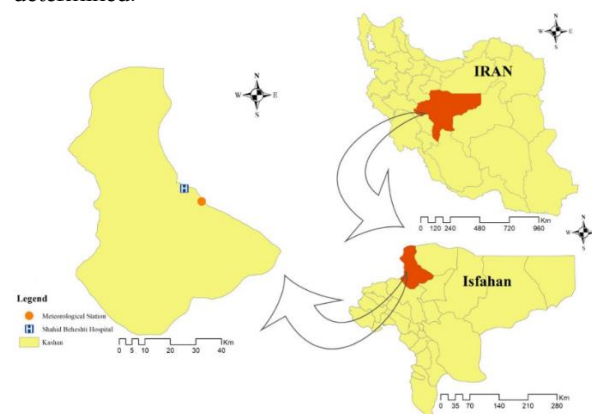 determined.
N
W E
S
H
Legend
Meteorological Station
H Shahid Beheshti Hospital
Kashan
Km
0 5 10 20 30 40
N
W E
S
IRAN
Km
0 120 240 480 720 960
N
W E
S
Isfahan
Km
0 35 70 140 210 280